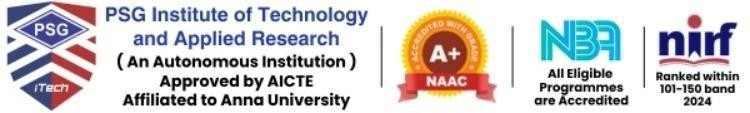 PSG
iTech
PSG Institute of Technology
and Applied Research
( An Autonomous Institution )
Approved by AICTE
Affiliated to Anna University
ACCREDITED WITH GRADE
A+
NAAC
NBA
All Eligible
Programmes
are Accredited
nirf
Ranked within
101-150 band
2024